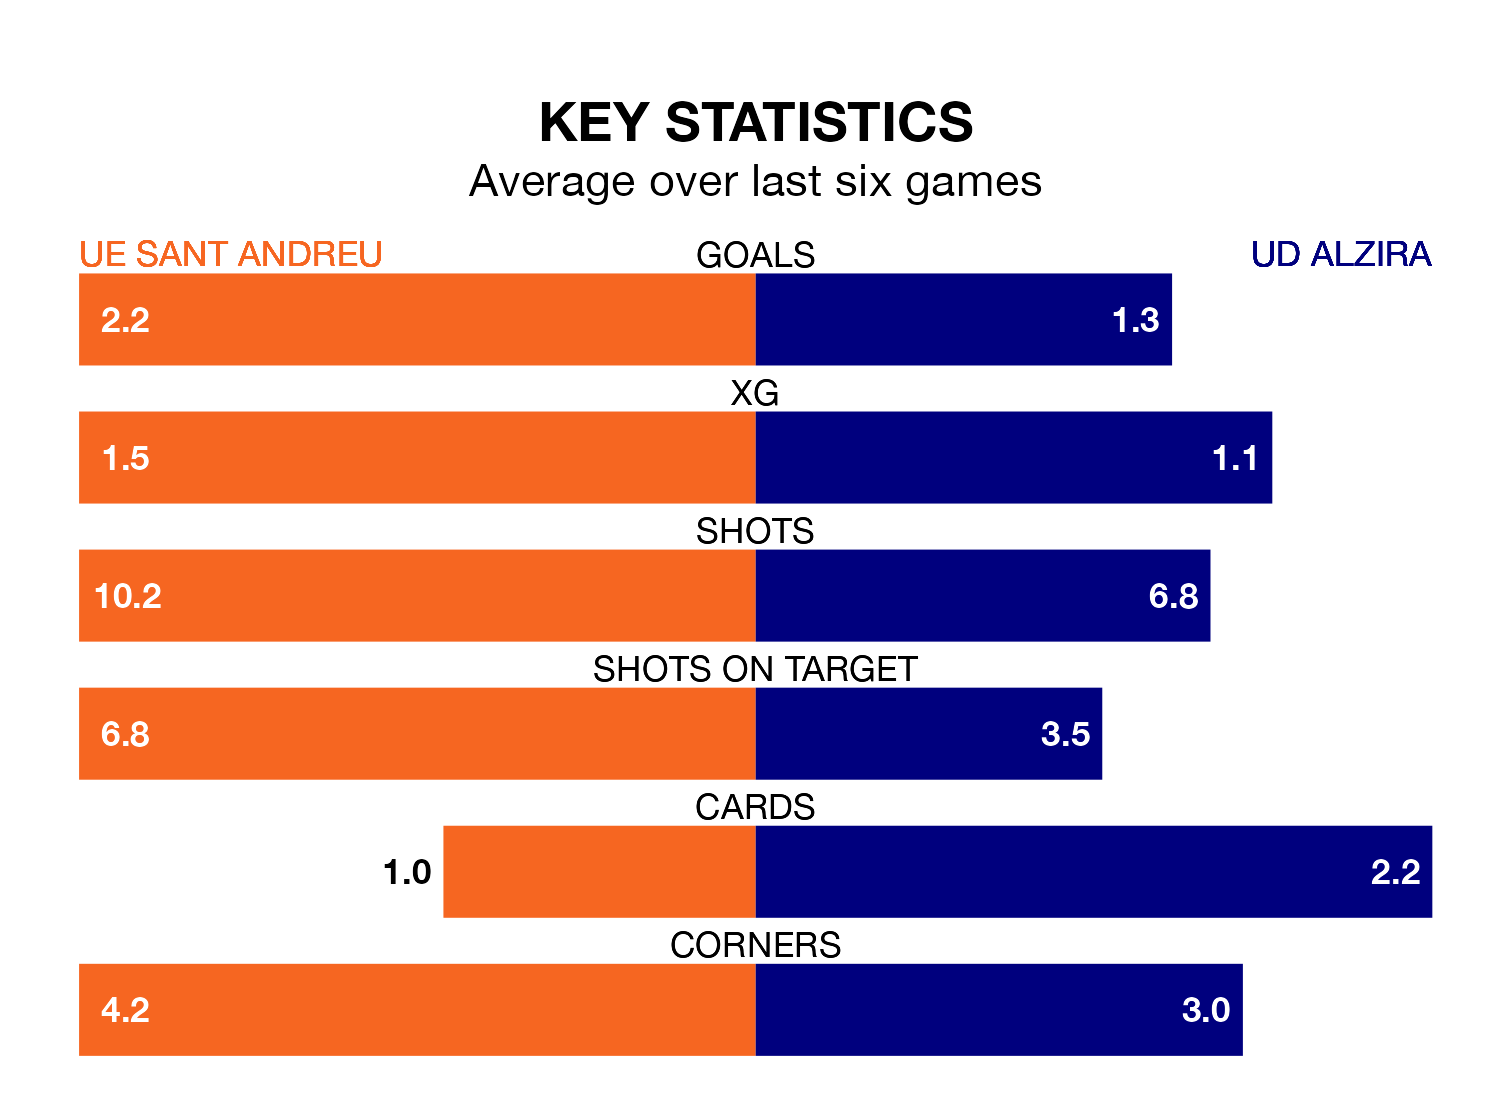 KEY STATISTICS
Average over last six games
UE SANT ANDREU GOALS UD ALZIRA
2.2 1.3
XG
1.5 1.1
SHOTS
10.2 6.8
SHOTS ON TARGET
6.8 3.5
CARDS
1.0 2.2
CORNERS
4.2 3.0